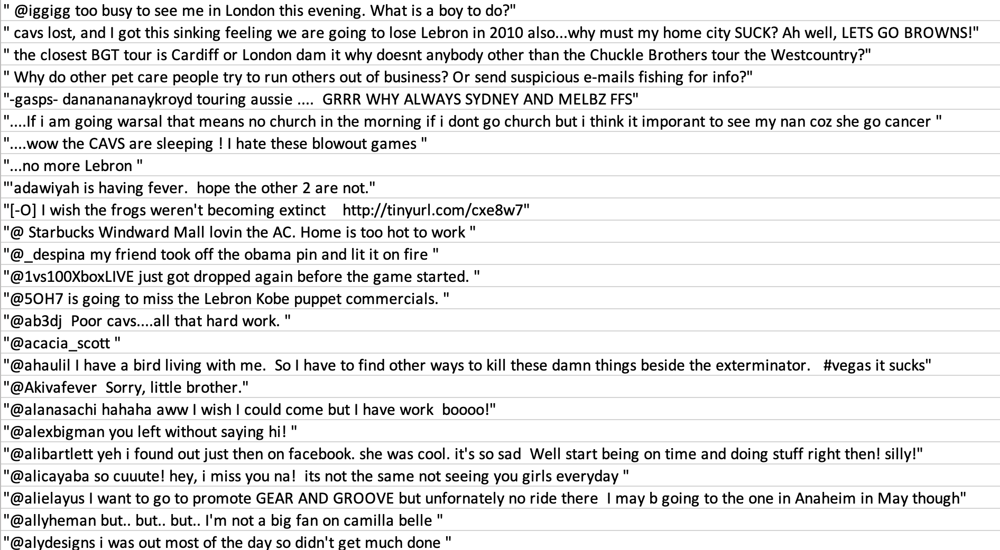 " @iggigg too busy to see me in London this evening. What is a boy to do?"
" cavs lost, and I got this sinking feeling we are going to lose Lebron in 2010 also...why must my home city SUCK? Ah well, LETS GO BROWNS!"
" the closest BGT tour is Cardiff or London dam it why doesnt anybody other than the Chuckle Brothers tour the Westcountry?"
" Why do other pet care people try to run others out of business? Or send suspicious e-mails fishing for info?"
"-gasps- dananananaykroyd touring aussie ....  GRRR WHY ALWAYS SYDNEY AND MELBZ FFS"
"....If i am going warsal that means no church in the morning if i dont go church but i think it imporant to see my nan coz she go cancer "
"....wow the CAVS are sleeping ! I hate these blowout games "
"...no more Lebron "
"'adawiyah is having fever.  hope the other 2 are not."
"[-O] I wish the frogs weren't becoming extinct    http://tinyurl.com/cxe8w7"
"@ Starbucks Windward Mall lovin the AC. Home is too hot to work "
"@_despina my friend took off the obama pin and lit it on fire "
"@1vs100XboxLIVE just got dropped again before the game started. "
"@5OH7 is going to miss the Lebron Kobe puppet commercials. "
"@ab3dj  Poor cavs....all that hard work. "
"@acacia_scott "
"@ahaulil I have a bird living with me.  So I have to find other ways to kill these damn things beside the exterminator.   #vegas it sucks"
"@Akivafever  Sorry, little brother."
"@alanasachi hahaha aww I wish I could come but I have work  boooo!"
"@alexbigman you left without saying hi! "
"@alibartlett yeh i found out just then on facebook. she was cool. it's so sad  Well start being on time and doing stuff right then! silly!"
"@alicayaba so cuuute! hey, i miss you na!  its not the same not seeing you girls everyday "
"@alielayus I want to go to promote GEAR AND GROOVE but unfornately no ride there  I may b going to the one in Anaheim in May though"
"@allyheman but.. but.. but.. I'm not a big fan on camilla belle "
"@alydesigns i was out most of the day so didn't get much done "